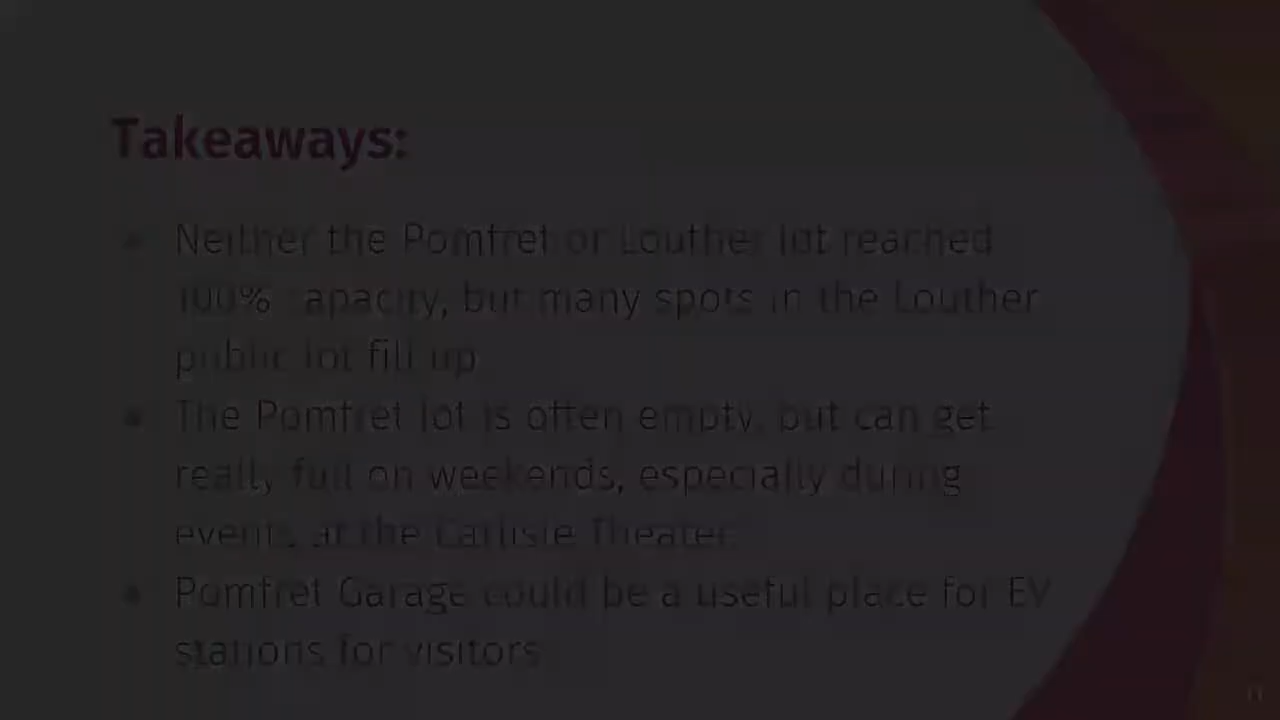 Takeaways:
Neither the Pomfret or Louther lot reached
100% capacity, but many spots in the Louther
public lot fill up
The Pomfret lot is often empty, but can get
really full on weekends, especially during
events at the Carlisle Theater
Pomfret Garage could be a useful place for EV
stations for visitors